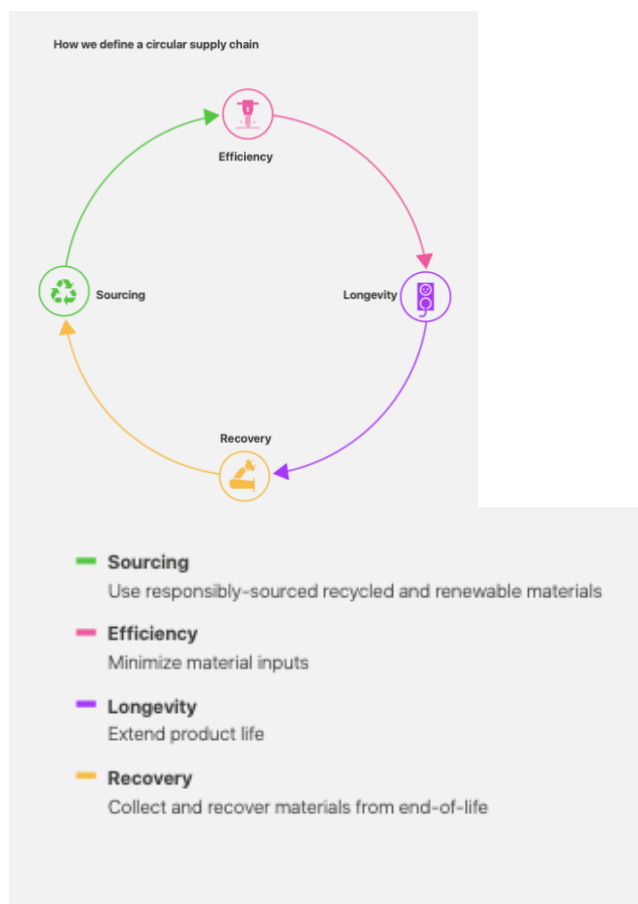 How we define a circular supply chain
Efficiency
Sourcing
Longevity
Recovery
Sourcing
Use responsibly-sourced recycled and renewable materials
Efficiency
Minimize material inputs
Longevity
Extend product life
Recovery
Collect and recover materials from end-of-life